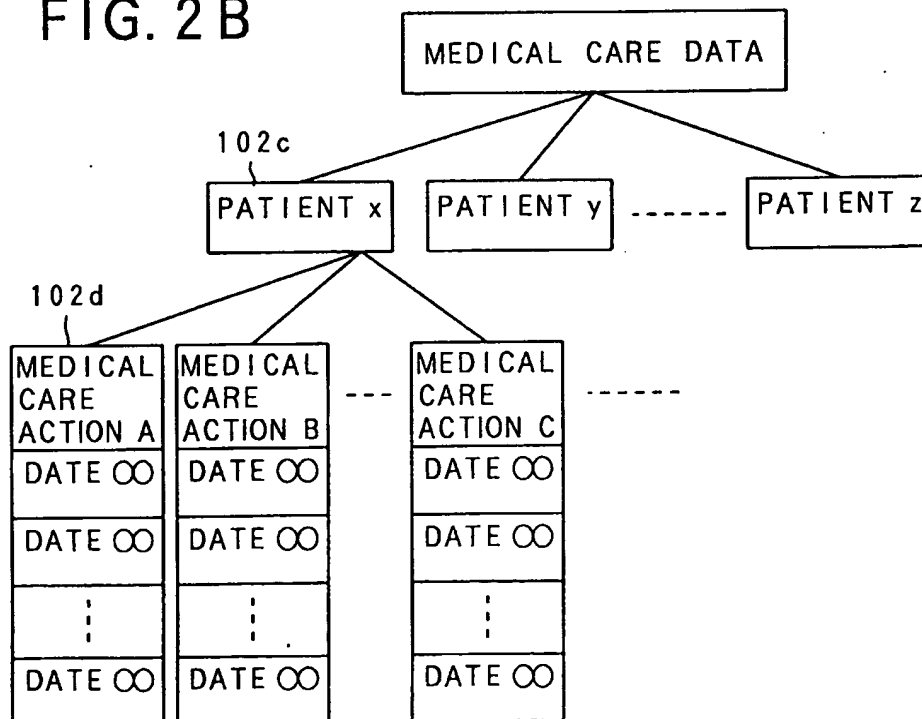 FIG. 2B
MEDICAL CARE DATA
102c
PATIENT x
PATIENT y
PATIENT z
102d
MEDICAL
CARE
ACTION A
DATE ○○
DATE ○○
DATE ○○
MEDICAL
CARE
ACTION B
DATE ○○
DATE ○○
DATE ○○
MEDICAL
CARE
ACTION C
DATE ○○
DATE ○○
DATE ○○